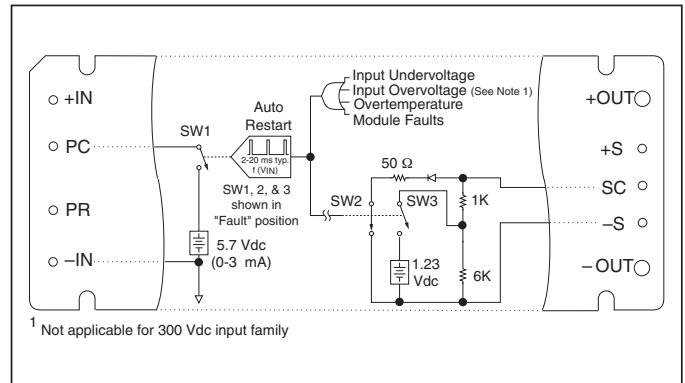 Input Undervoltage
Input Overvoltage (See Note 1)
Overtemperature
Module Faults
+IN
PC
PR
–IN
SW1
Auto
Restart
2-20 ms typ.
f (VIN)
SW1, 2, & 3
shown in
"Fault" position
5.7 Vdc
(0-3 mA)
50 Ω
SW2
SW3
1K
1.23
Vdc
6K
+OUT
+S
SC
–S
–OUT
1 Not applicable for 300 Vdc input family